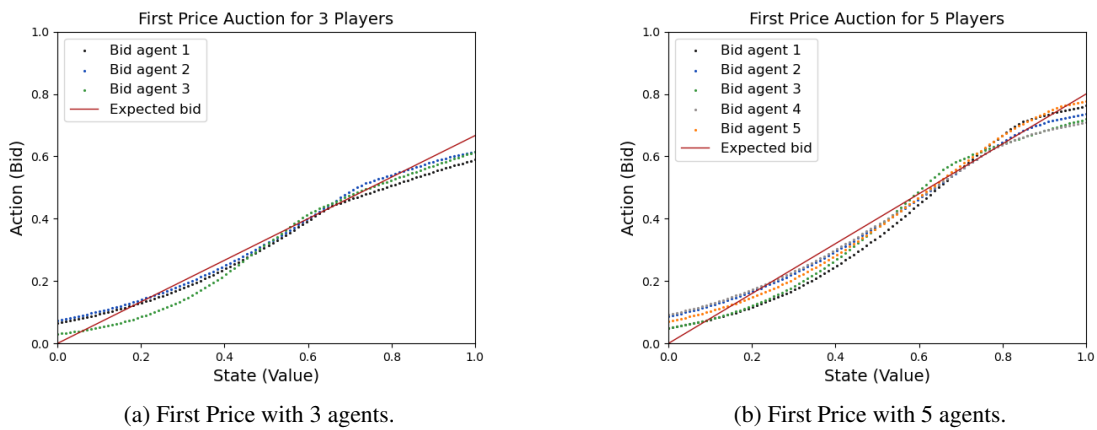 First Price Auction for 3 Players
Action (Bid)
1.0
0.8
0.6
0.4
0.2
0.0
Bid agent 1
Bid agent 2
Bid agent 3
Expected bid
0.0 0.2 0.4 0.6 0.8 1.0
State (Value)
(a) First Price with 3 agents.
First Price Auction for 5 Players
Action (Bid)
1.0
0.8
0.6
0.4
0.2
0.0
Bid agent 1
Bid agent 2
Bid agent 3
Bid agent 4
Bid agent 5
Expected bid
0.0 0.2 0.4 0.6 0.8 1.0
State (Value)
(b) First Price with 5 agents.